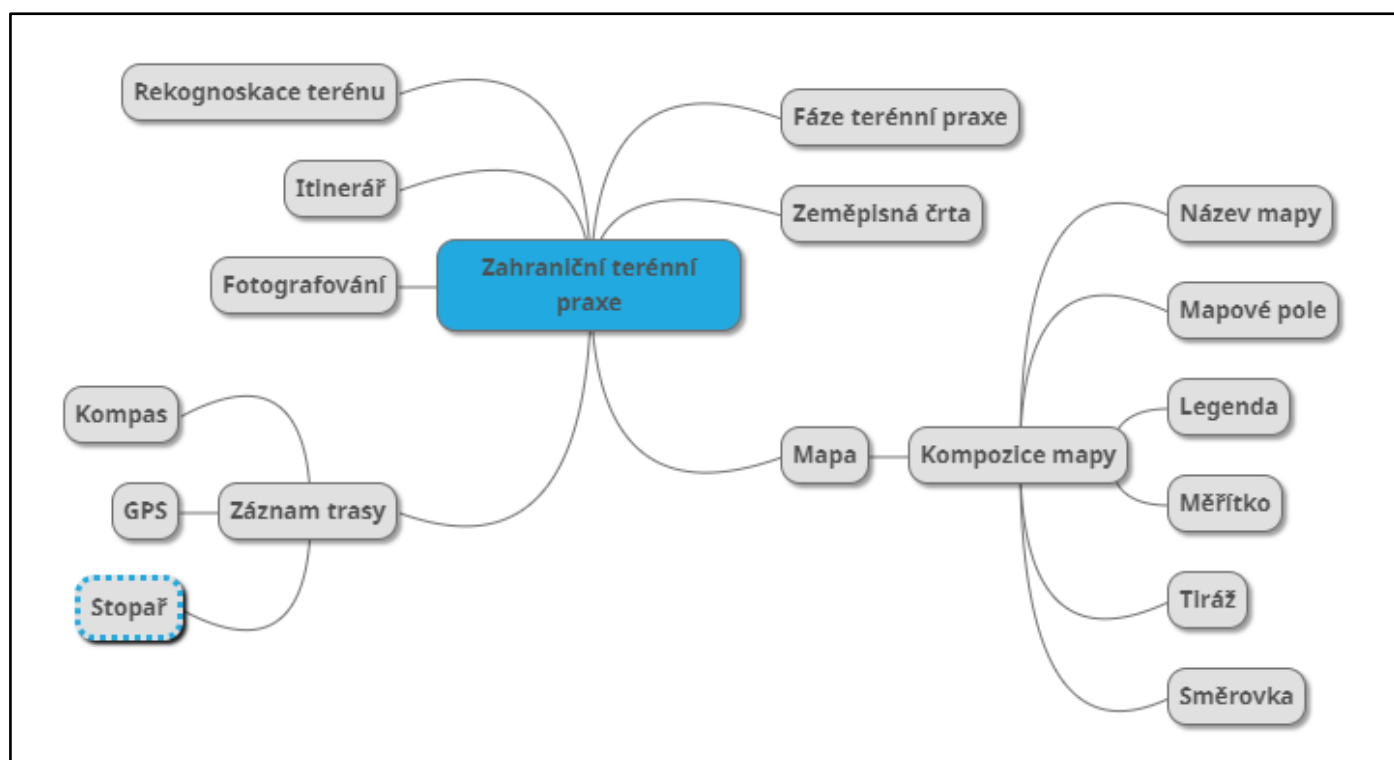 Rekognoskace terénu
Itinerář
Fotografování
Zahraniční terénní
praxe
Kompas
GPS
Záznam trasy
Stopař
Fáze terénní praxe
Zeměpisná črta
Mapa
Kompozice mapy
Název mapy
Mapové pole
Legenda
Měřítko
Tiráž
Směrovka